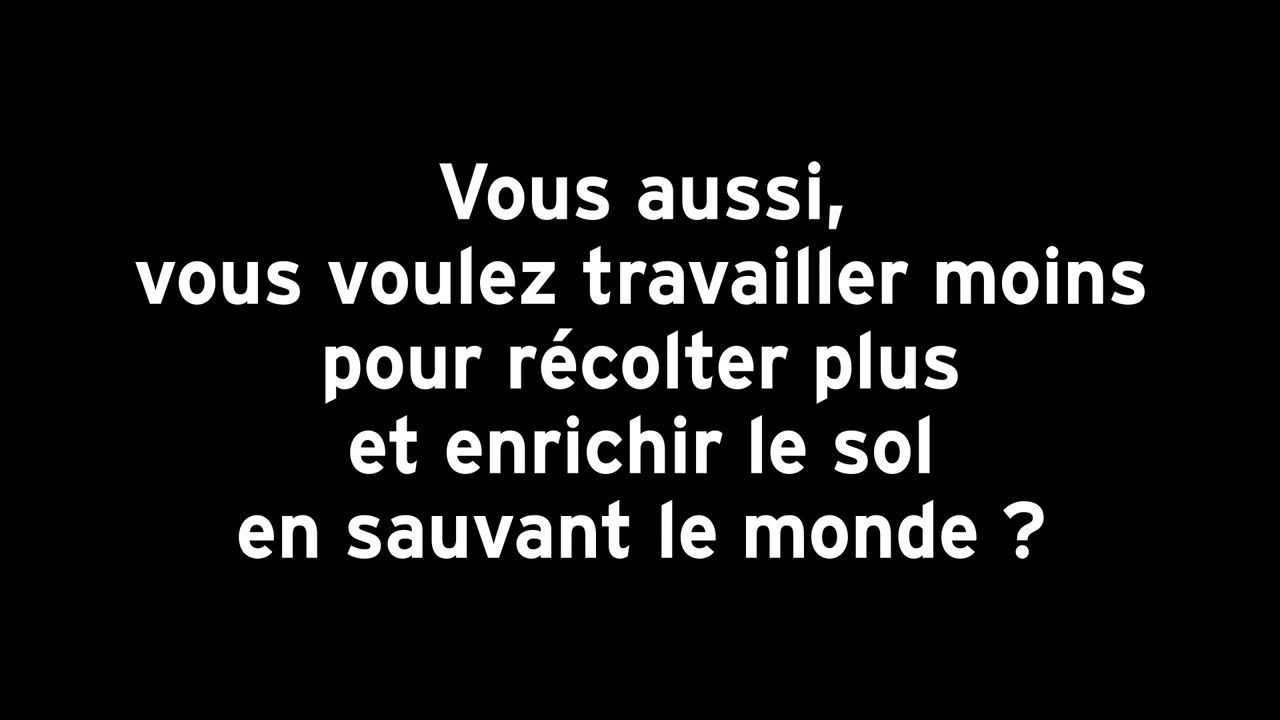 Vous aussi,
vous voulez travailler moins
pour récolter plus
et enrichir le sol
en sauvant le monde ?